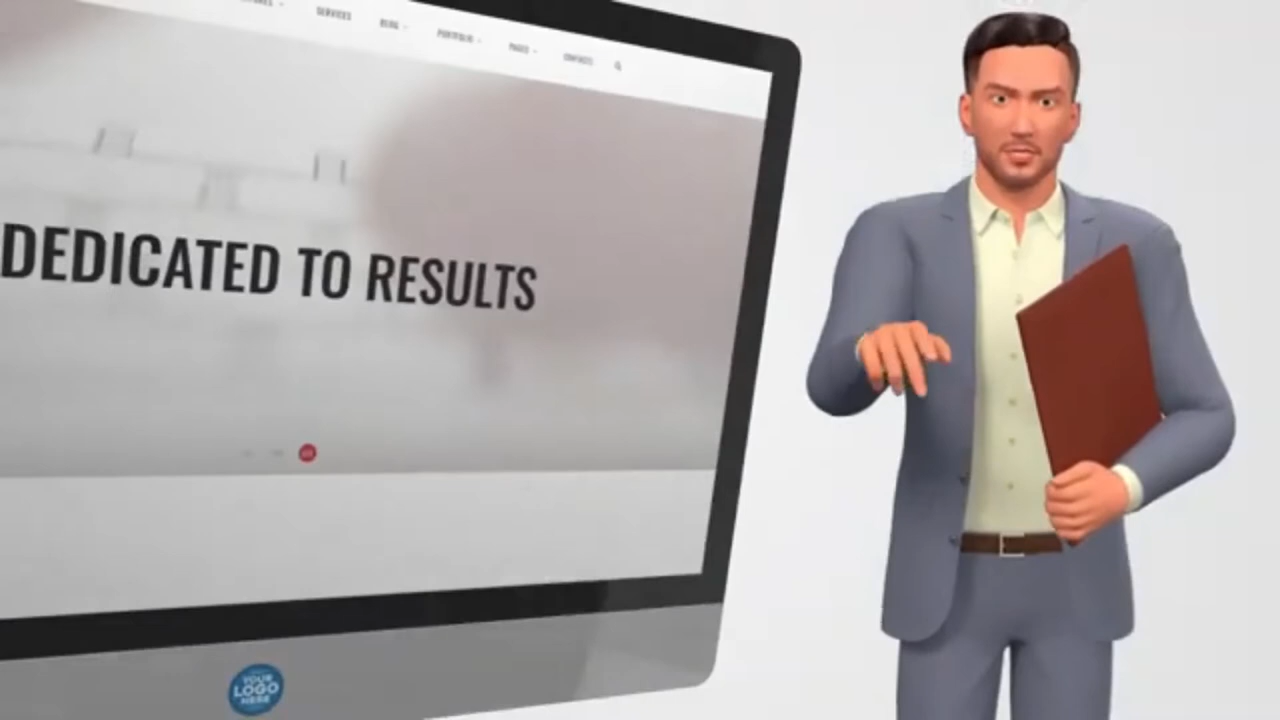 SERVICES
BLOG
PORTFOLIO
PAGES
CONTACTS
DEDICATED TO RESULTS
YOUR
LOGO
HERE